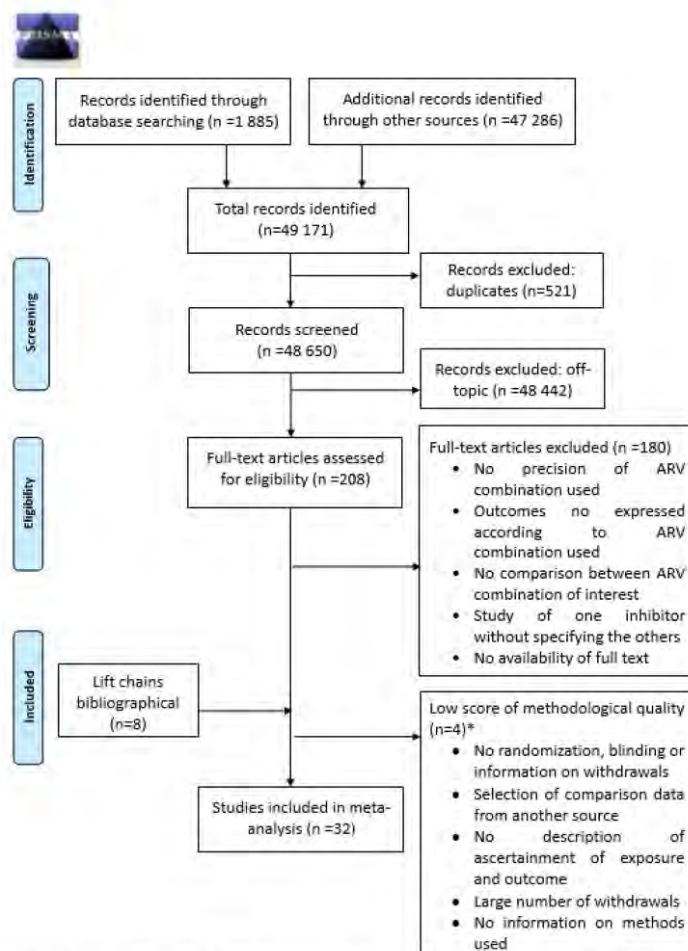 Identification
Records identified through
database searching (n =1 885)
Additional records identified
through other sources (n =47 286)
Total records identified
(n=49 171)
Screening
Records excluded:
duplicates (n=521)
Records screened
(n =48 650)
Records excluded: off-
topic (n =48 442)
Eligibility
Full-text articles assessed
for eligibility (n =208)
Full-text articles excluded (n =180)
• No precision of ARV
combination used
• Outcomes no expressed
according to ARV
combination used
• No comparison between ARV
combination of interest
• Study of one inhibitor
without specifying the others
• No availability of full text
Included
Lift chains
bibliographical
(n=8)
Low score of methodological quality
(n=4)*
• No randomization, blinding or
information on withdrawals
• Selection of comparison data
from another source
• No description of
ascertainment of exposure
and outcome
• Large number of withdrawals
• No information on methods
used
Studies included in meta-
analysis (n =32)